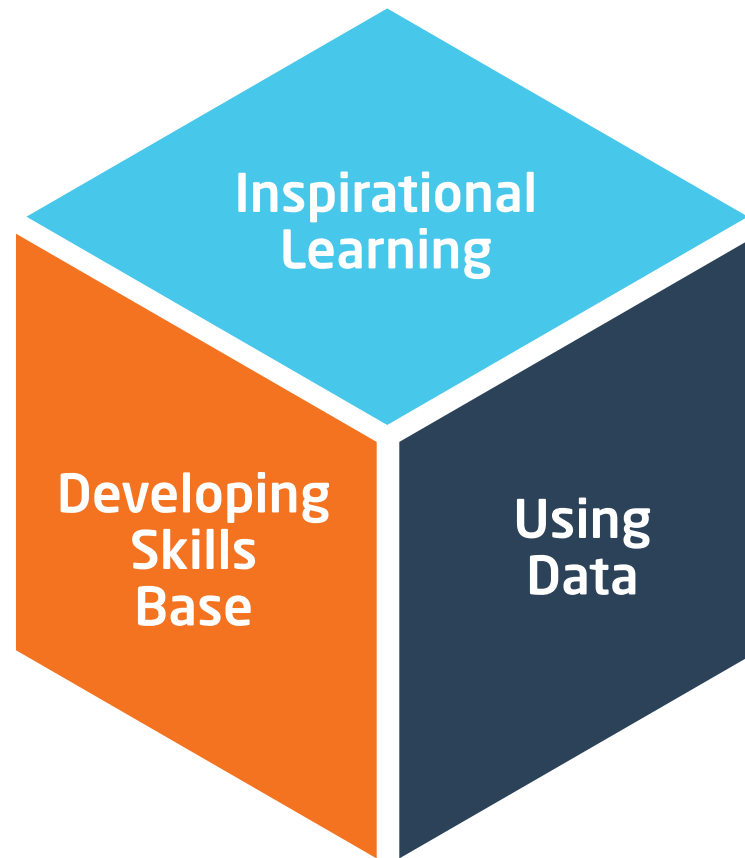 Inspirational
Learning
Developing
Skills
Base
Using
Data